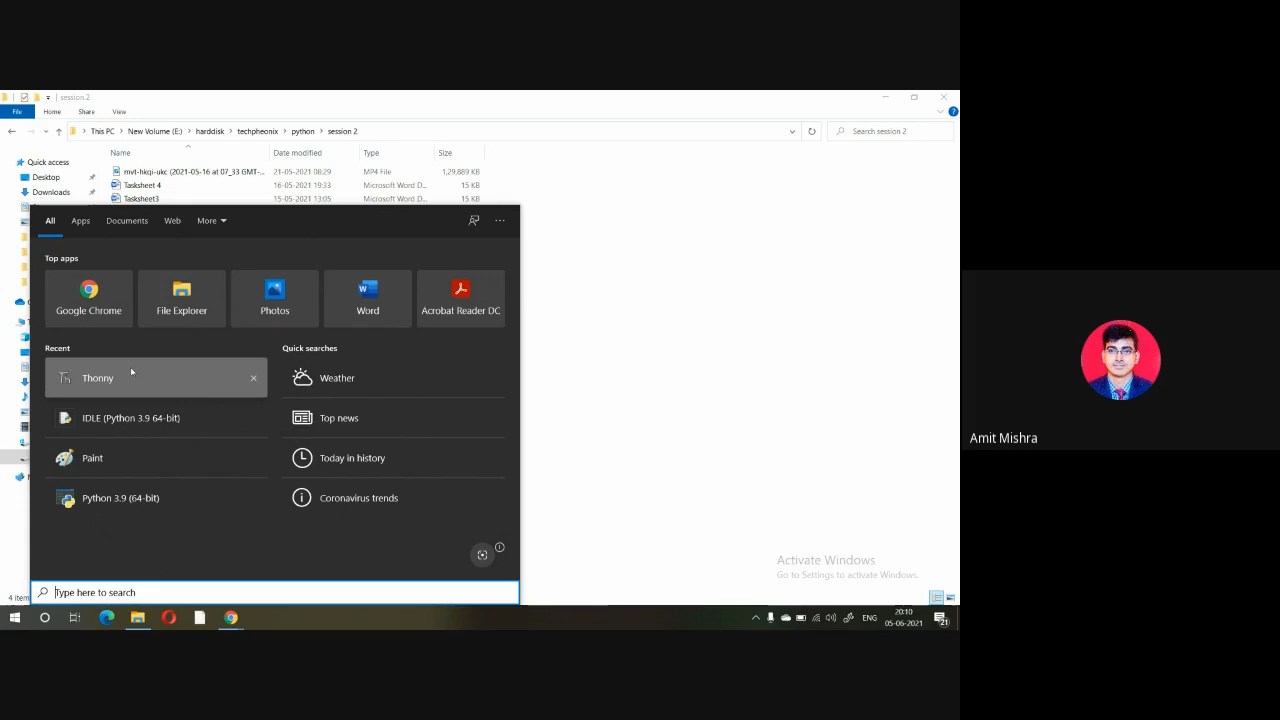 session 2
File Home Share View
This PC New Volume (E:) harddisk techpheonix python session 2
Search session 2
Name Date modified Type Size
Quick access
Desktop
Downloads
mvt-hkqi-ukc (2021-05-16 at 07_33 GMT-... 21-05-2021 08:29 MP4 File 1,29,889 KB
Tasksheet 4 16-05-2021 19:33 Microsoft Word D... 15 KB
Tasksheet3 15-05-2021 13:05 Microsoft Word D... 15 KB
All Apps Documents Web More
Top apps
Google Chrome
File Explorer
Photos
Word
Acrobat Reader DC
Recent
Thonny
IDLE (Python 3.9 64-bit)
Paint
Python 3.9 (64-bit)
Quick searches
Weather
Top news
Today in history
Coronavirus trends
Type here to search
4 item
Activate Windows
Go to Settings to activate Windows.
ENG
20:10
05-06-2021
21
Amit Mishra